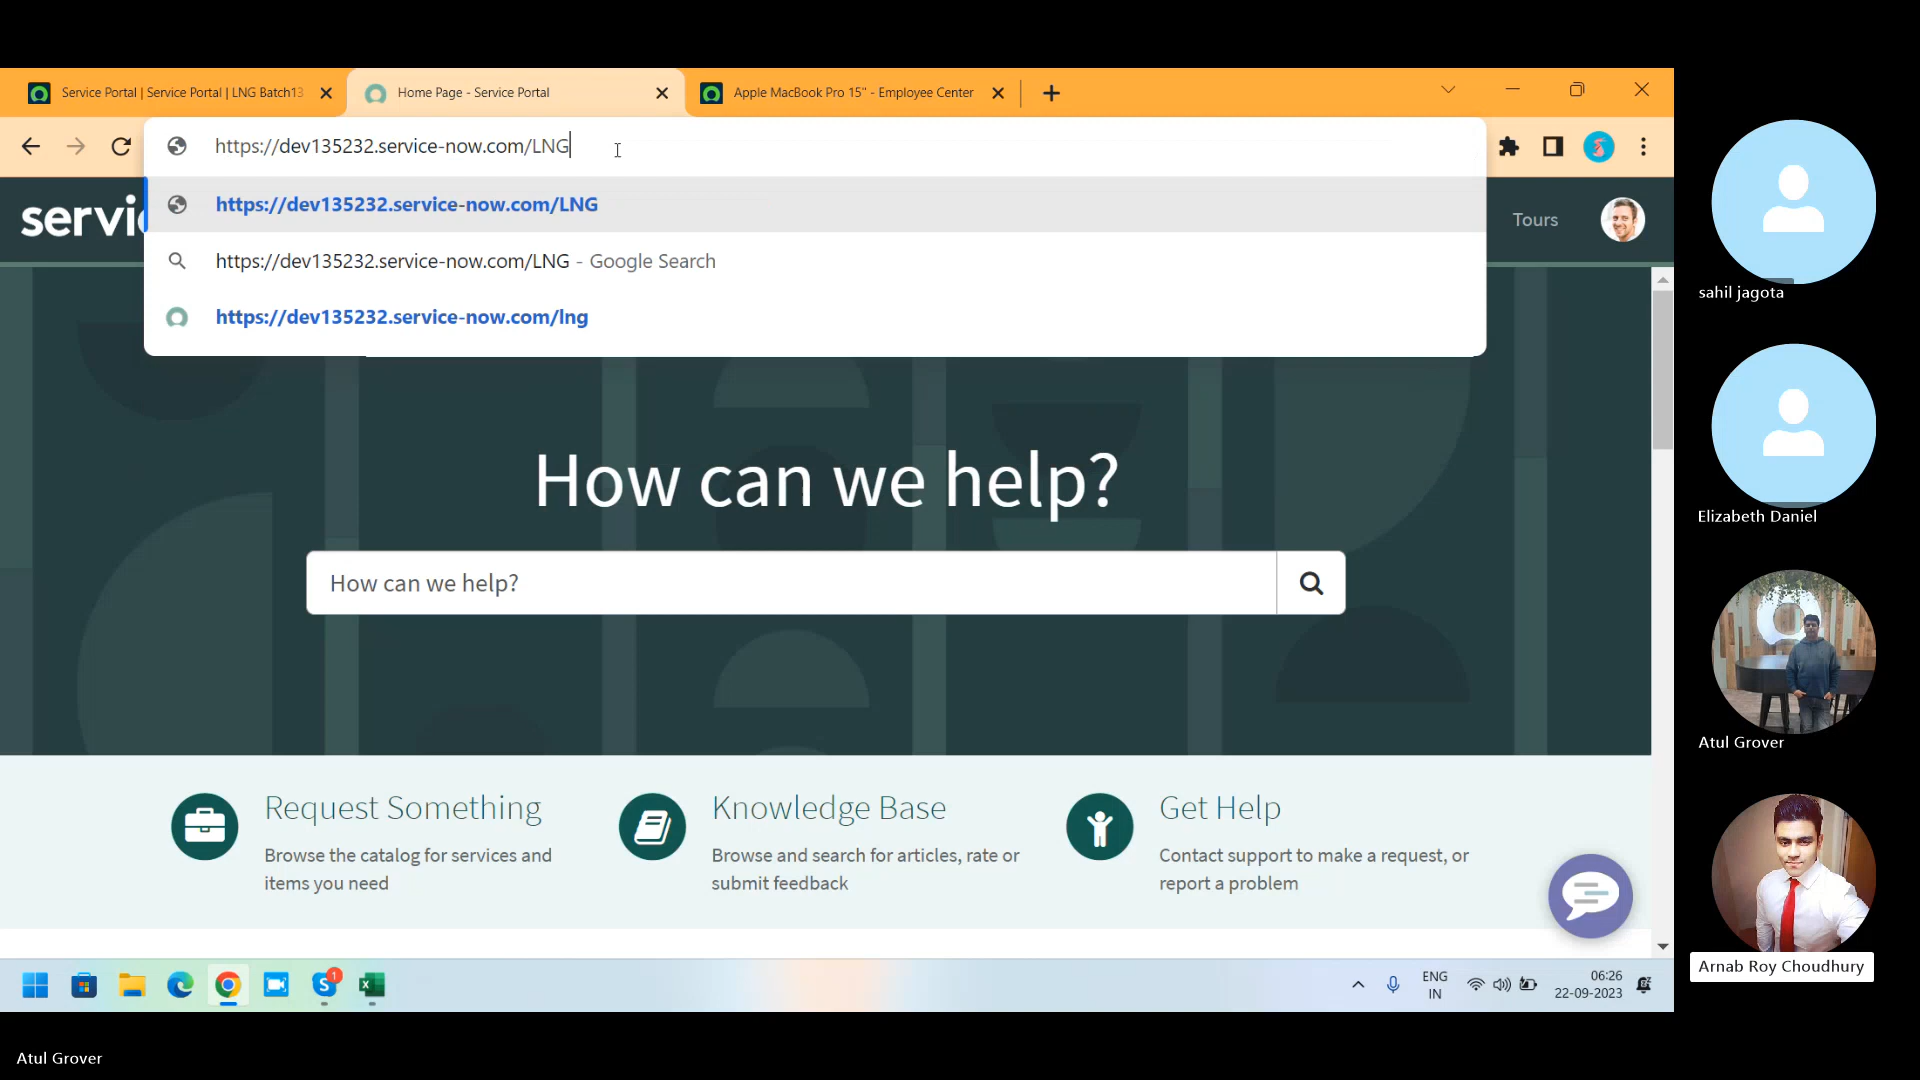 Service Portal | Service Portal | LNG Batch13
Home Page - Service Portal
Apple MacBook Pro 15" - Employee Center
https://dev135232.service-now.com/LNG
https://dev135232.service-now.com/LNG
https://dev135232.service-now.com/LNG - Google Search
https://dev135232.service-now.com/lng
servic
Tours
How can we help?
How can we help?
Request Something
Browse the catalog for services and
items you need
Knowledge Base
Browse and search for articles, rate or
submit feedback
Get Help
Contact support to make a request, or
report a problem
1
ENG
IN
06:26
22-09-2023
sahil jagota
Elizabeth Daniel
Atul Grover
Arnab Roy Choudhury
Atul Grover